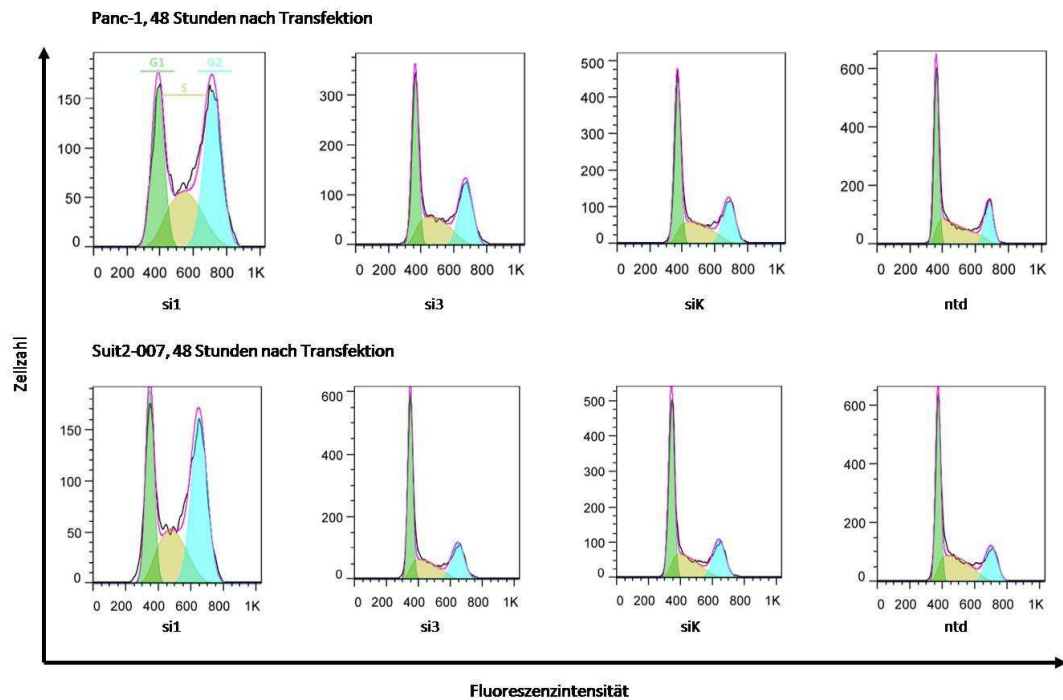 Panc-1, 48 Stunden nach Transfektion
G1 G2
S
150
100
50
0
0 200 400 600 800 1K
si1
300
200
100
0
0 200 400 600 800 1K
si3
500
400
300
200
100
0
0 200 400 600 800 1K
siK
600
400
200
0
0 200 400 600 800 1K
ntd
Zellzahl
Suit2-007, 48 Stunden nach Transfektion
150
100
50
0
0 200 400 600 800 1K
si1
600
400
200
0
0 200 400 600 800 1K
si3
500
400
300
200
100
0
0 200 400 600 800 1K
siK
600
400
200
0
0 200 400 600 800 1K
ntd
Fluoreszenzintensität